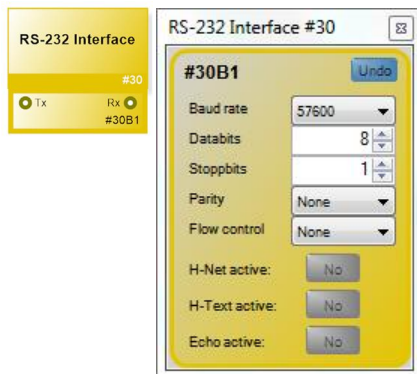 RS-232 Interface
#30
Tx Rx
#30B1
RS-232 Interface #30
#30B1 Undo
Baud rate 57600
Databits 8
Stoppbits 1
Parity None
Flow control None
H-Net active: No
H-Text active: No
Echo active: No